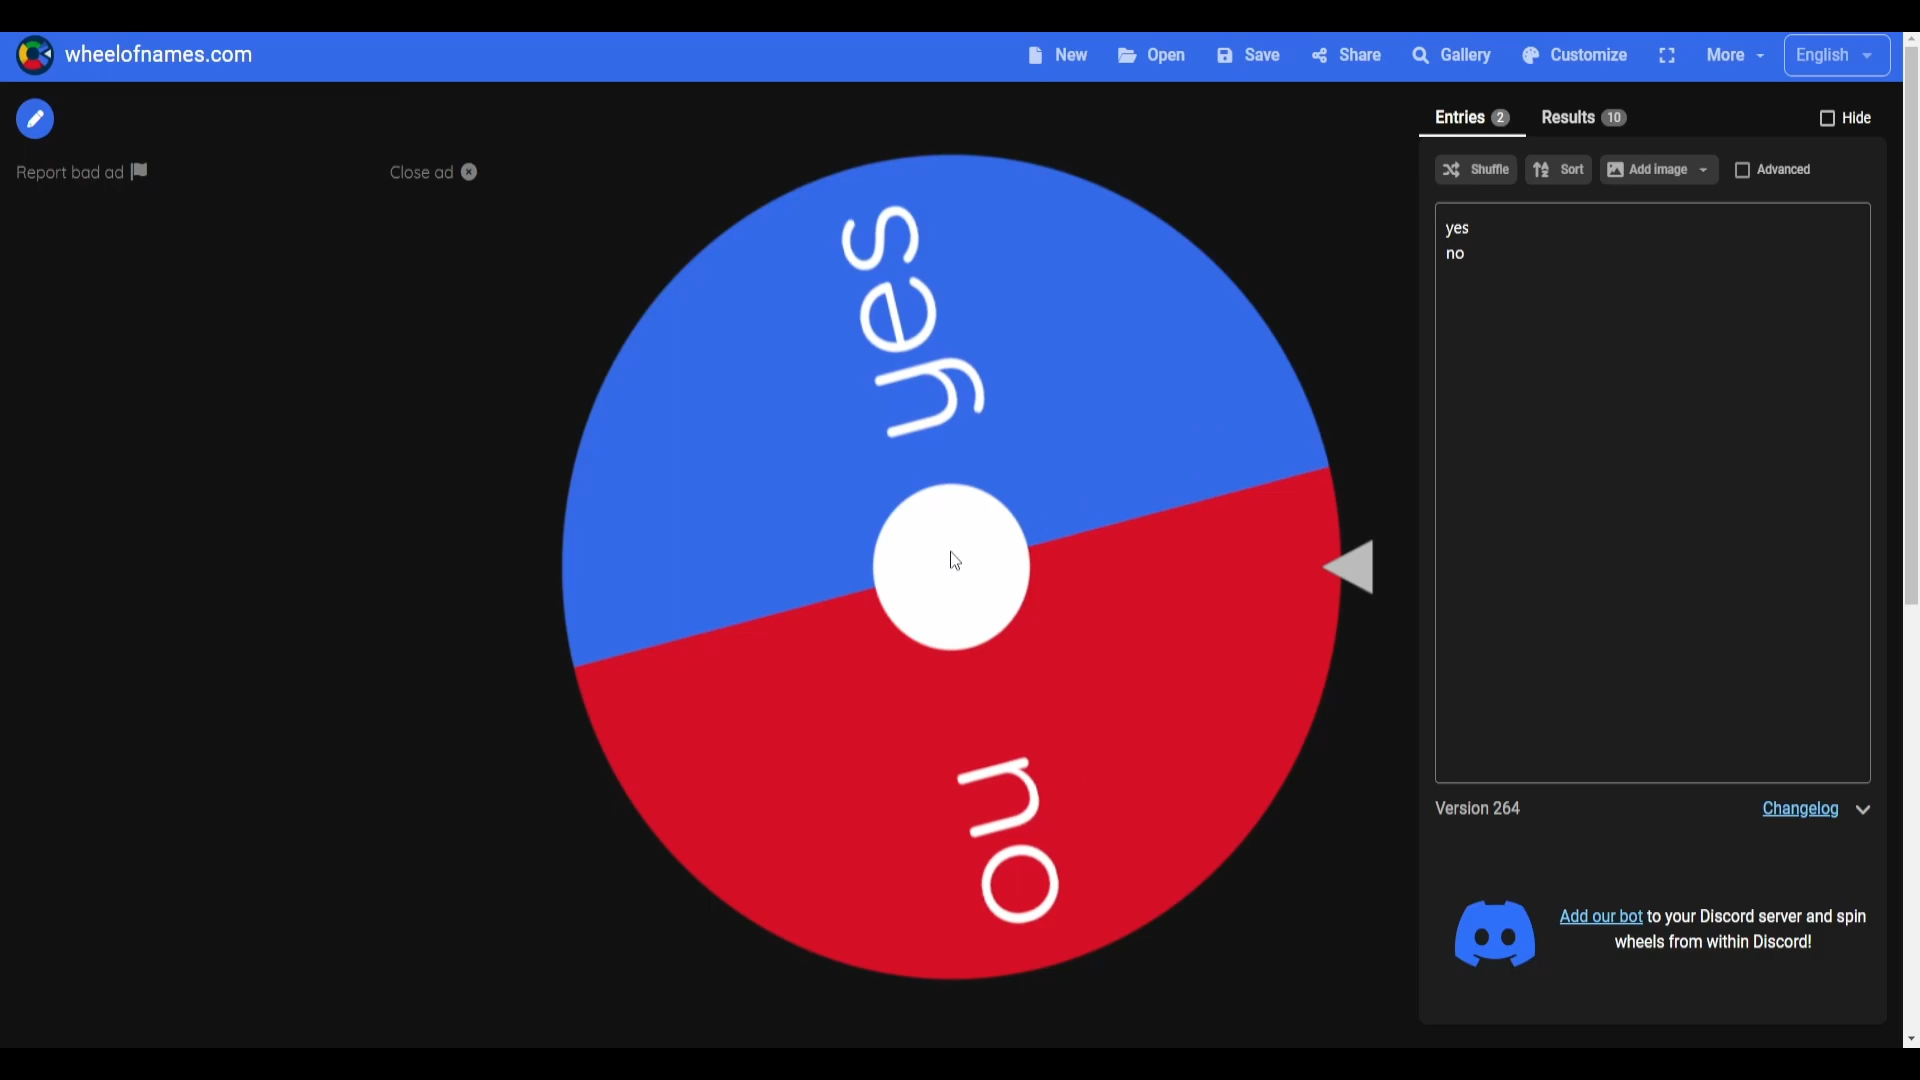 wheelofnames.com
New
Open
Save
Share
Gallery
Customize
More
English
Report bad ad
Close ad
yes
no
Entries 2
Results 10
Hide
Shuffle
Sort
Add image
Advanced
yes
no
Version 264
Changelog
Add our bot to your Discord server and spin
wheels from within Discord!